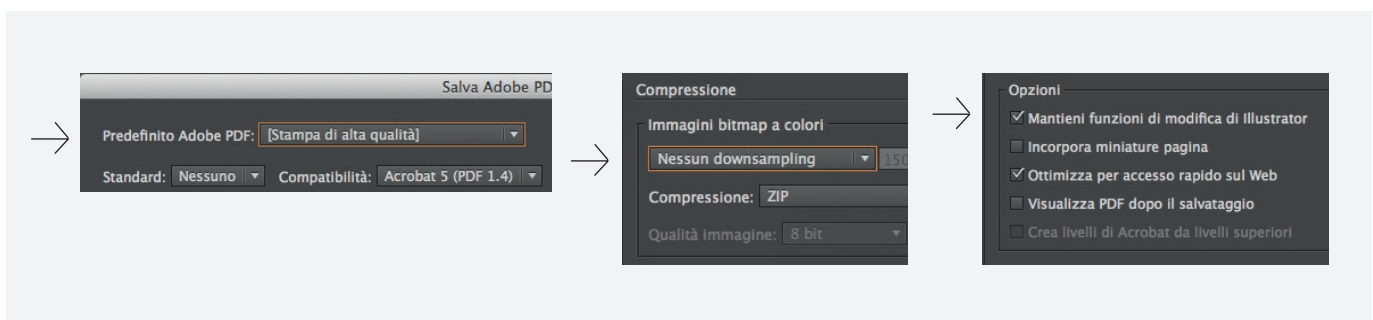 Salva Adobe PD
Predefinito Adobe PDF: [Stampa di alta qualità]
Standard: Nessuno Compatibilità: Acrobat 5 (PDF 1.4)
Compressione
Immagini bitmap a colori
Nessun downsampling 150
Compressione: ZIP
Qualità immagine: 8 bit
Opzioni
Mantieni funzioni di modifica di Illustrator
Incorpora miniature pagina
Ottimizza per accesso rapido sul Web
Visualizza PDF dopo il salvataggio
Crea livelli di Acrobat da livelli superiori